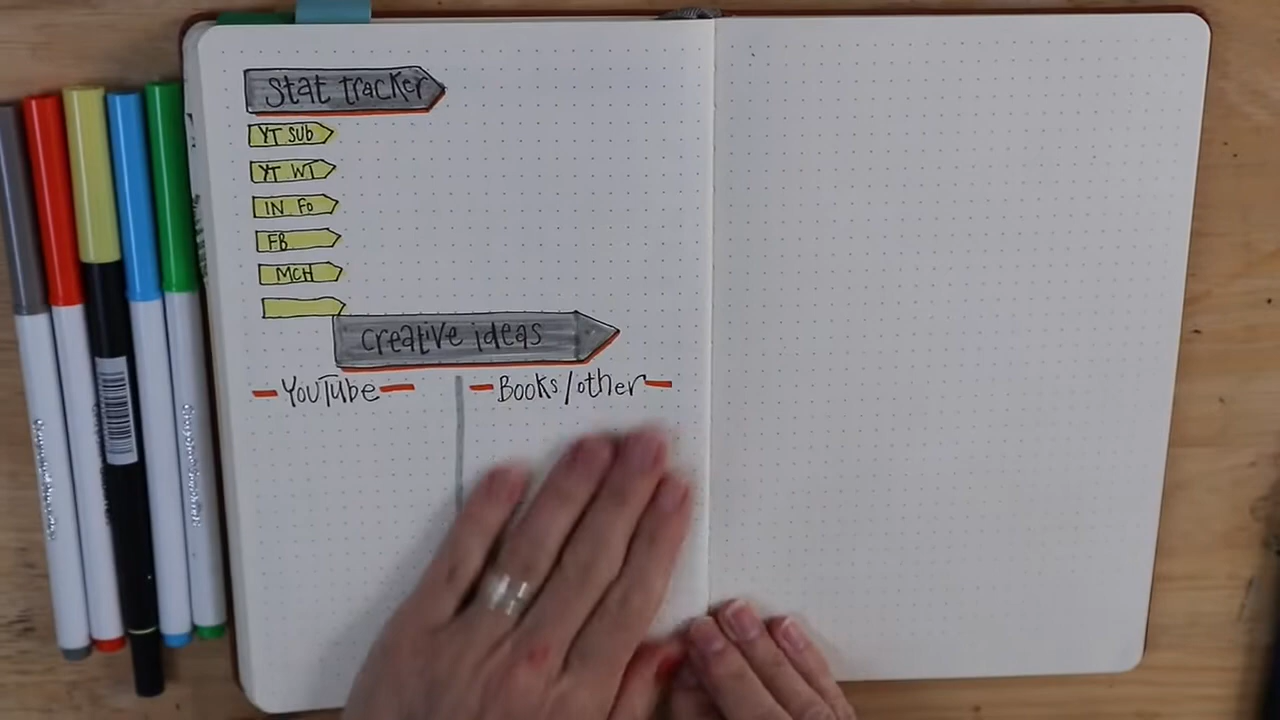 Stat tracker
YT Sub
YT WT
IN Fo
FB
MCH
creative ideas
YouTube
Books/other